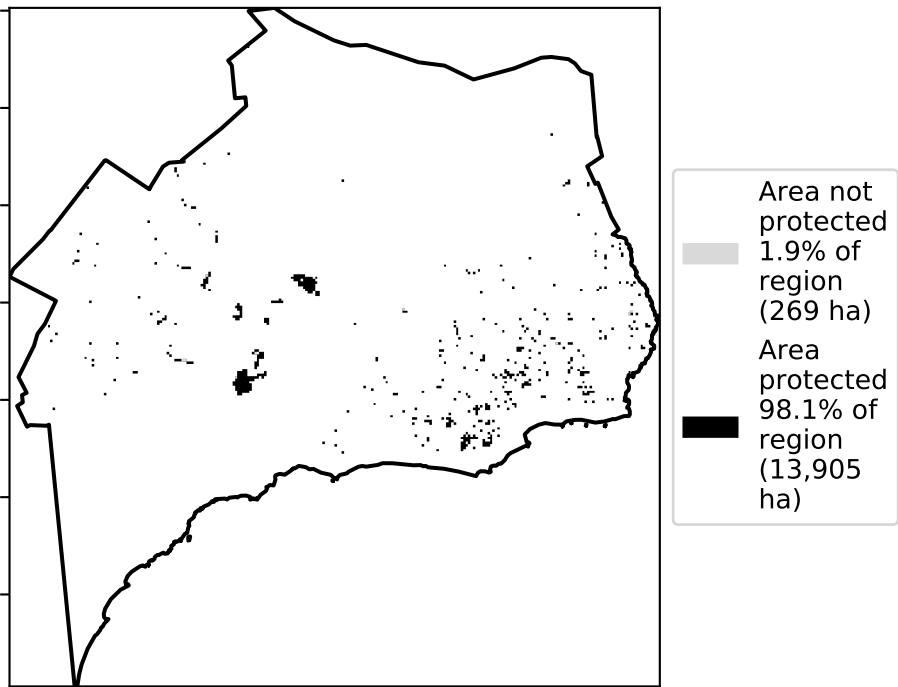 Area not
protected
1.9% of
region
(269 ha)
Area
protected
98.1% of
region
(13,905
ha)